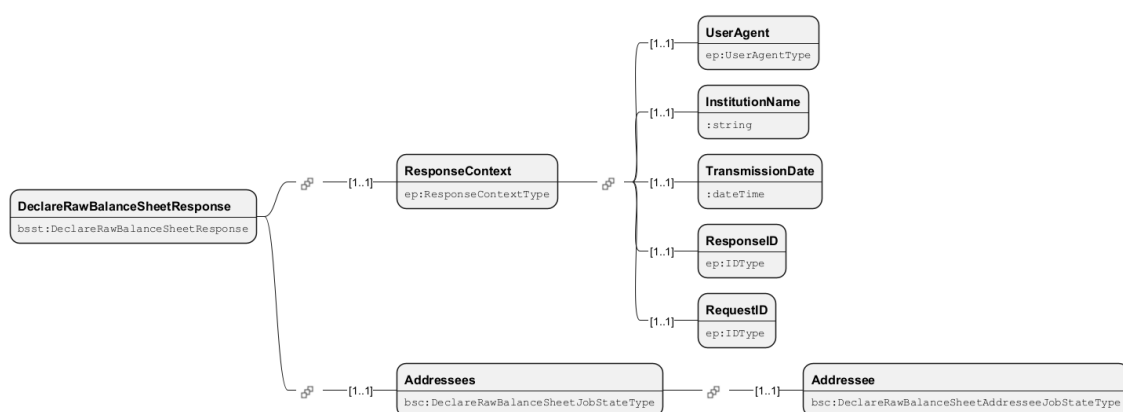 UserAgent
[1..1]
ep:UserAgentType
InstitutionName
[1..1]
:string
ResponseContext
[1..1]
ep:ResponseContextType
TransmissionDate
[1..1]
:dateTime
DeclareRawBalanceSheetResponse
bsst:DeclareRawBalanceSheetResponse
ResponseID
[1..1]
ep:IDType
RequestID
[1..1]
ep:IDType
Addressees
[1..1]
bsc:DeclareRawBalanceSheetJobStateType
Addressee
[1..1]
bsc:DeclareRawBalanceSheetAddresseeJobStateType